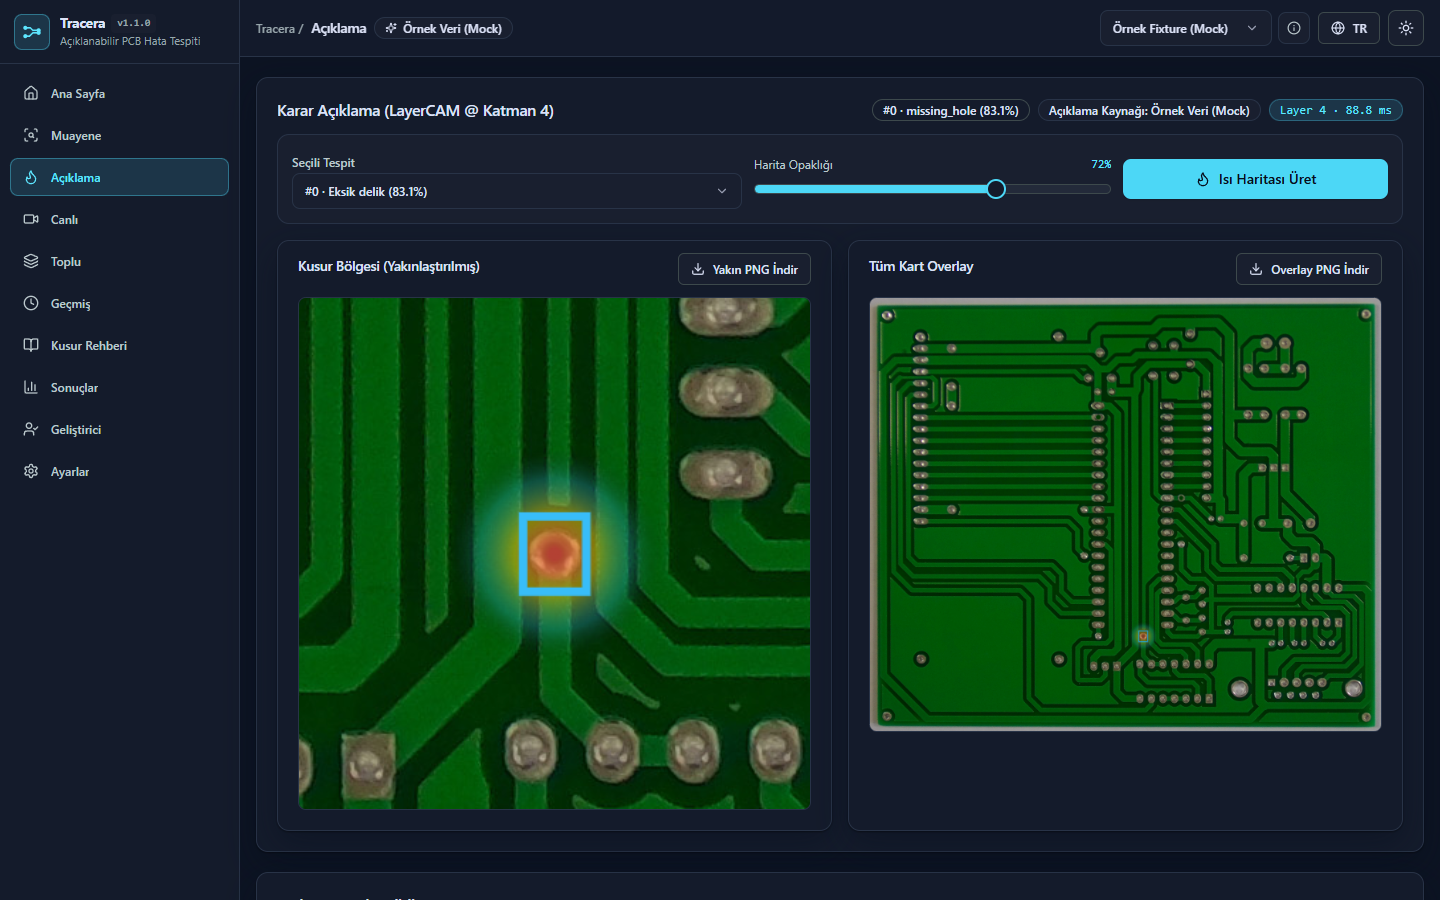 Tracera v1.1.0
Açıklanabilir PCB Hata Tespiti
Ana Sayfa
Muayene
Açıklama
Canlı
Toplu
Geçmiş
Kusur Rehberi
Sonuçlar
Geliştirici
Ayarlar
Tracera / Açıklama Örnek Veri (Mock)
Örnek Fixture (Mock)
TR
Karar Açıklama (LayerCAM @ Katman 4)
#0 · missing_hole (83.1%)
Açıklama Kaynağı: Örnek Veri (Mock)
Layer 4 · 88.8 ms
Seçili Tespit
#0 · Eksik delik (83.1%)
Harita Opaklığı 72%
Isı Haritası Üret
Kusur Bölgesi (Yakınlaştırılmış)
Yakın PNG İndir
Tüm Kart Overlay
Overlay PNG İndir